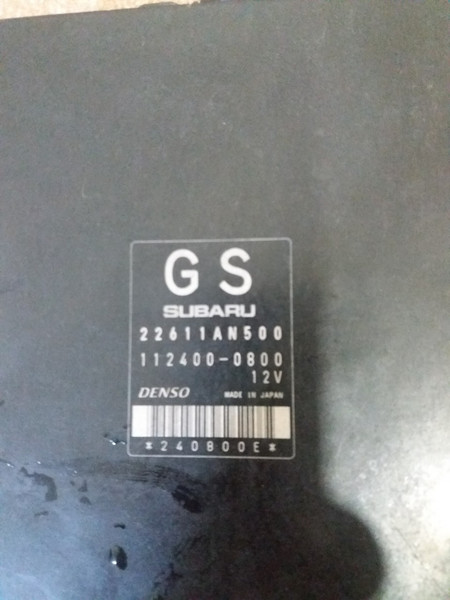 GS
SUBARU
22611AN500
112400-0800
12V
DENSO MADE IN JAPAN
*240800E*